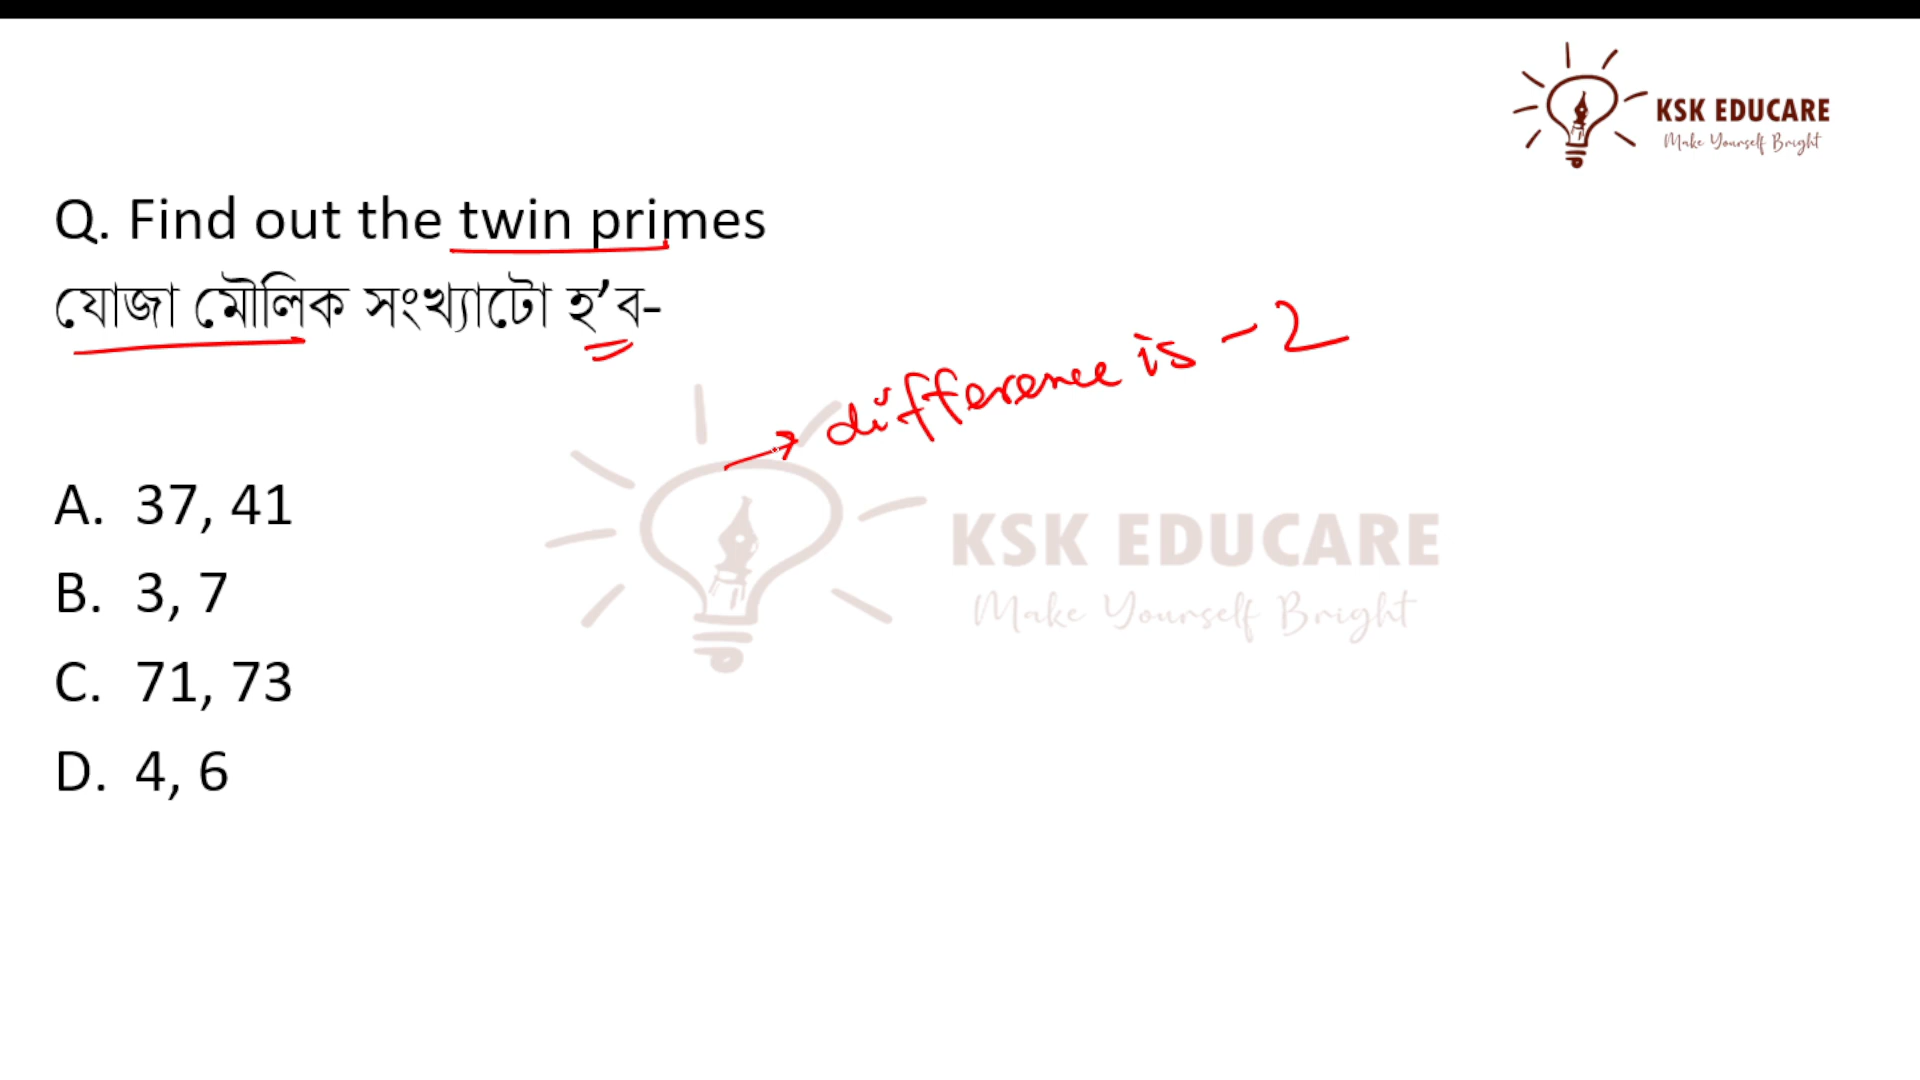 KSK EDUCARE
Make Yourself Bright
Q. Find out the twin primes
যোজা মৌলিক সংখ্যাটো হ’ব-
→ difference is - 2
A. 37, 41
B. 3, 7
C. 71, 73
D. 4, 6
KSK EDUCARE
Make Yourself Bright